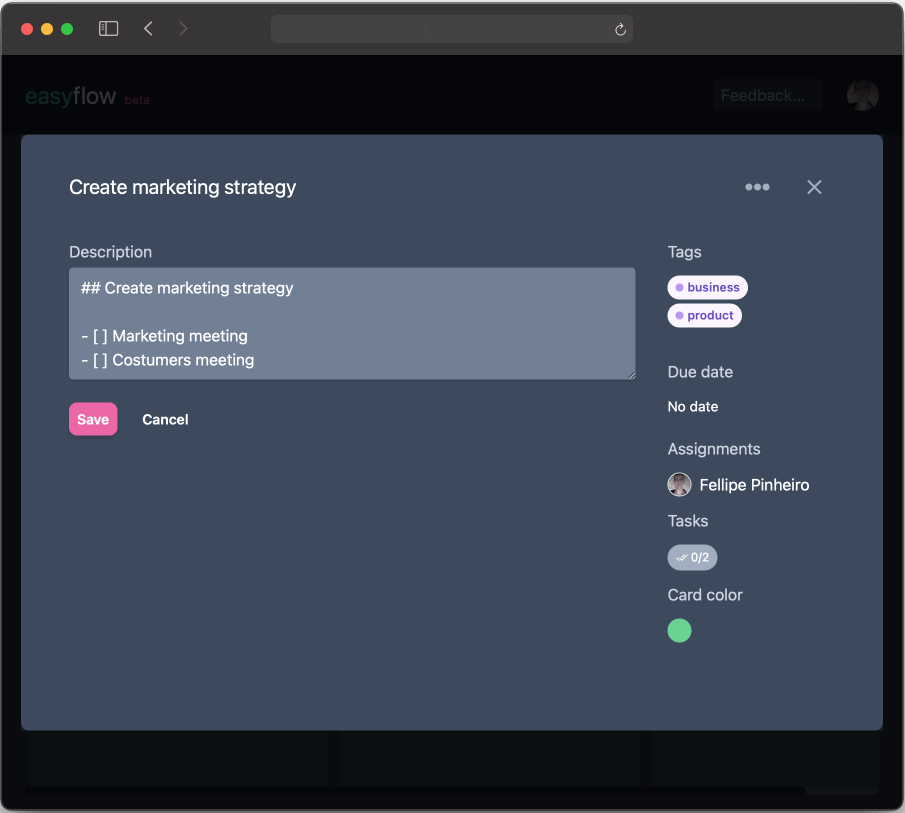 easyflow beta
Feedback...
Create marketing strategy
Description
## Create marketing strategy
- [ ] Marketing meeting
- [ ] Costumers meeting
Save
Cancel
Tags
business
product
Due date
No date
Assignments
Fellipe Pinheiro
Tasks
0/2
Card color